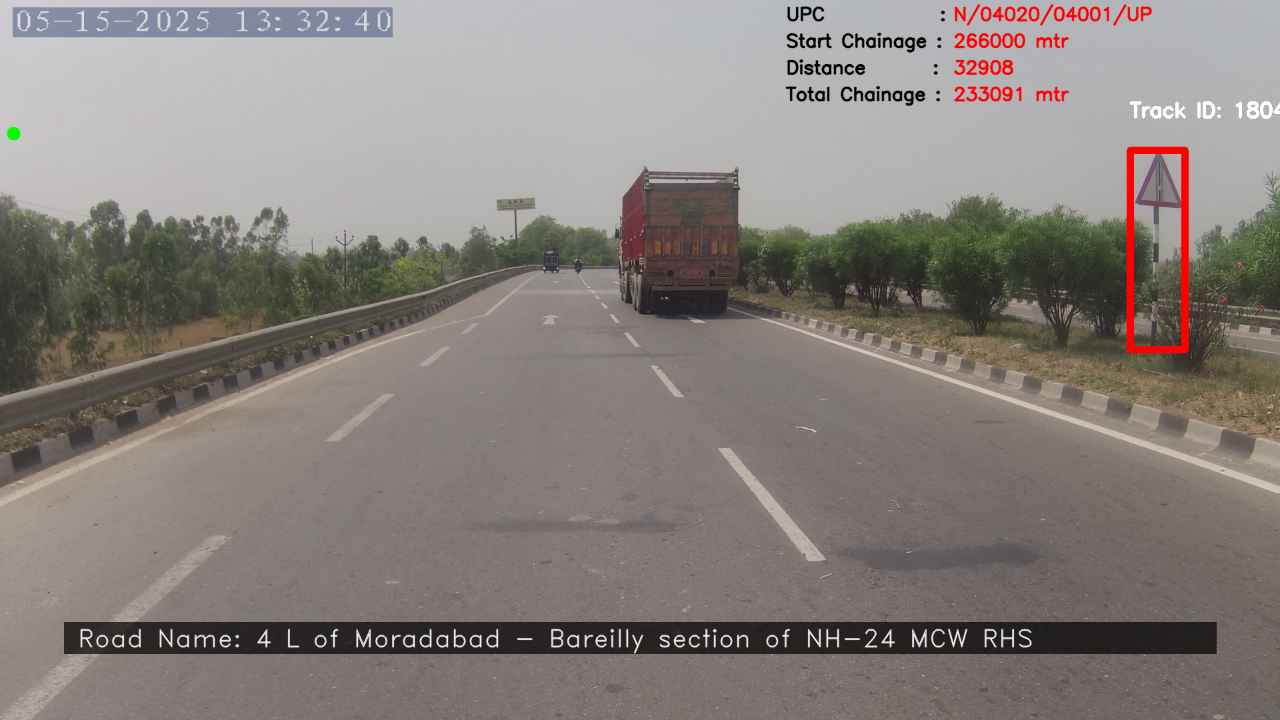 05-15-2025 13:32:40
UPC : N/04020/04001/UP
Start Chainage : 266000 mtr
Distance : 32908
Total Chainage : 233091 mtr
Track ID: 1804
Road Name: 4 L of Moradabad - Bareilly section of NH-24 MCW RHS